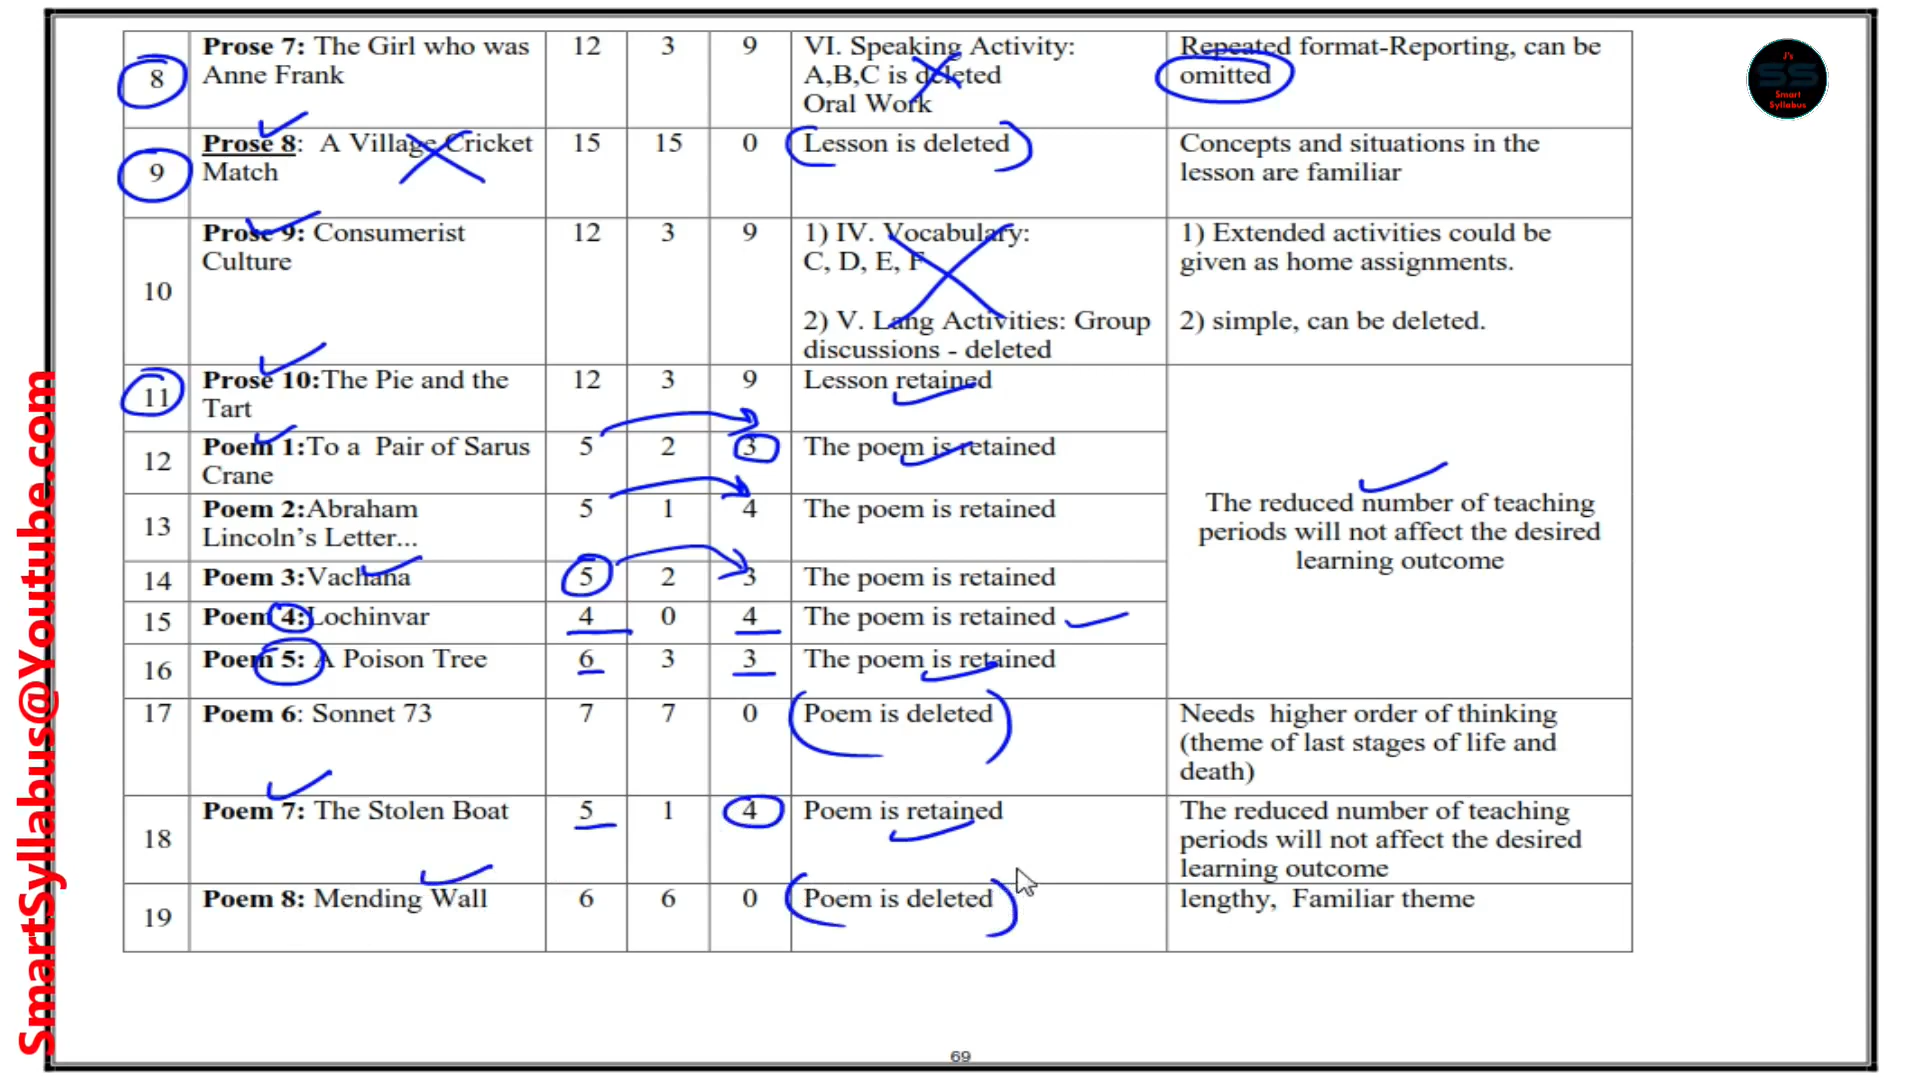 8 Prose 7: The Girl who was Anne Frank 12 3 9 VI. Speaking Activity: A,B,C is deleted Oral Work Repeated format-Reporting, can be omitted
9 Prose 8: A Village Cricket Match 15 15 0 Lesson is deleted Concepts and situations in the lesson are familiar
10 Prose 9: Consumerist Culture 12 3 9 1) IV. Vocabulary: C, D, E, F 2) V. Lang Activities: Group discussions - deleted 1) Extended activities could be given as home assignments. 2) simple, can be deleted.
11 Prose 10:The Pie and the Tart 12 3 9 Lesson retained
12 Poem 1:To a Pair of Sarus Crane 5 2 3 The poem is retained
13 Poem 2:Abraham Lincoln's Letter... 5 1 4 The poem is retained
The reduced number of teaching periods will not affect the desired learning outcome
14 Poem 3:Vachana 5 2 3 The poem is retained
15 Poem 4:Lochinvar 4 0 4 The poem is retained
16 Poem 5: A Poison Tree 6 3 3 The poem is retained
17 Poem 6: Sonnet 73 7 7 0 Poem is deleted Needs higher order of thinking (theme of last stages of life and death)
18 Poem 7: The Stolen Boat 5 1 4 Poem is retained The reduced number of teaching periods will not affect the desired learning outcome
19 Poem 8: Mending Wall 6 6 0 Poem is deleted lengthy, Familiar theme
69
SmartSyllabus@Youtube.com
J's
SS
Smart
Syllabus